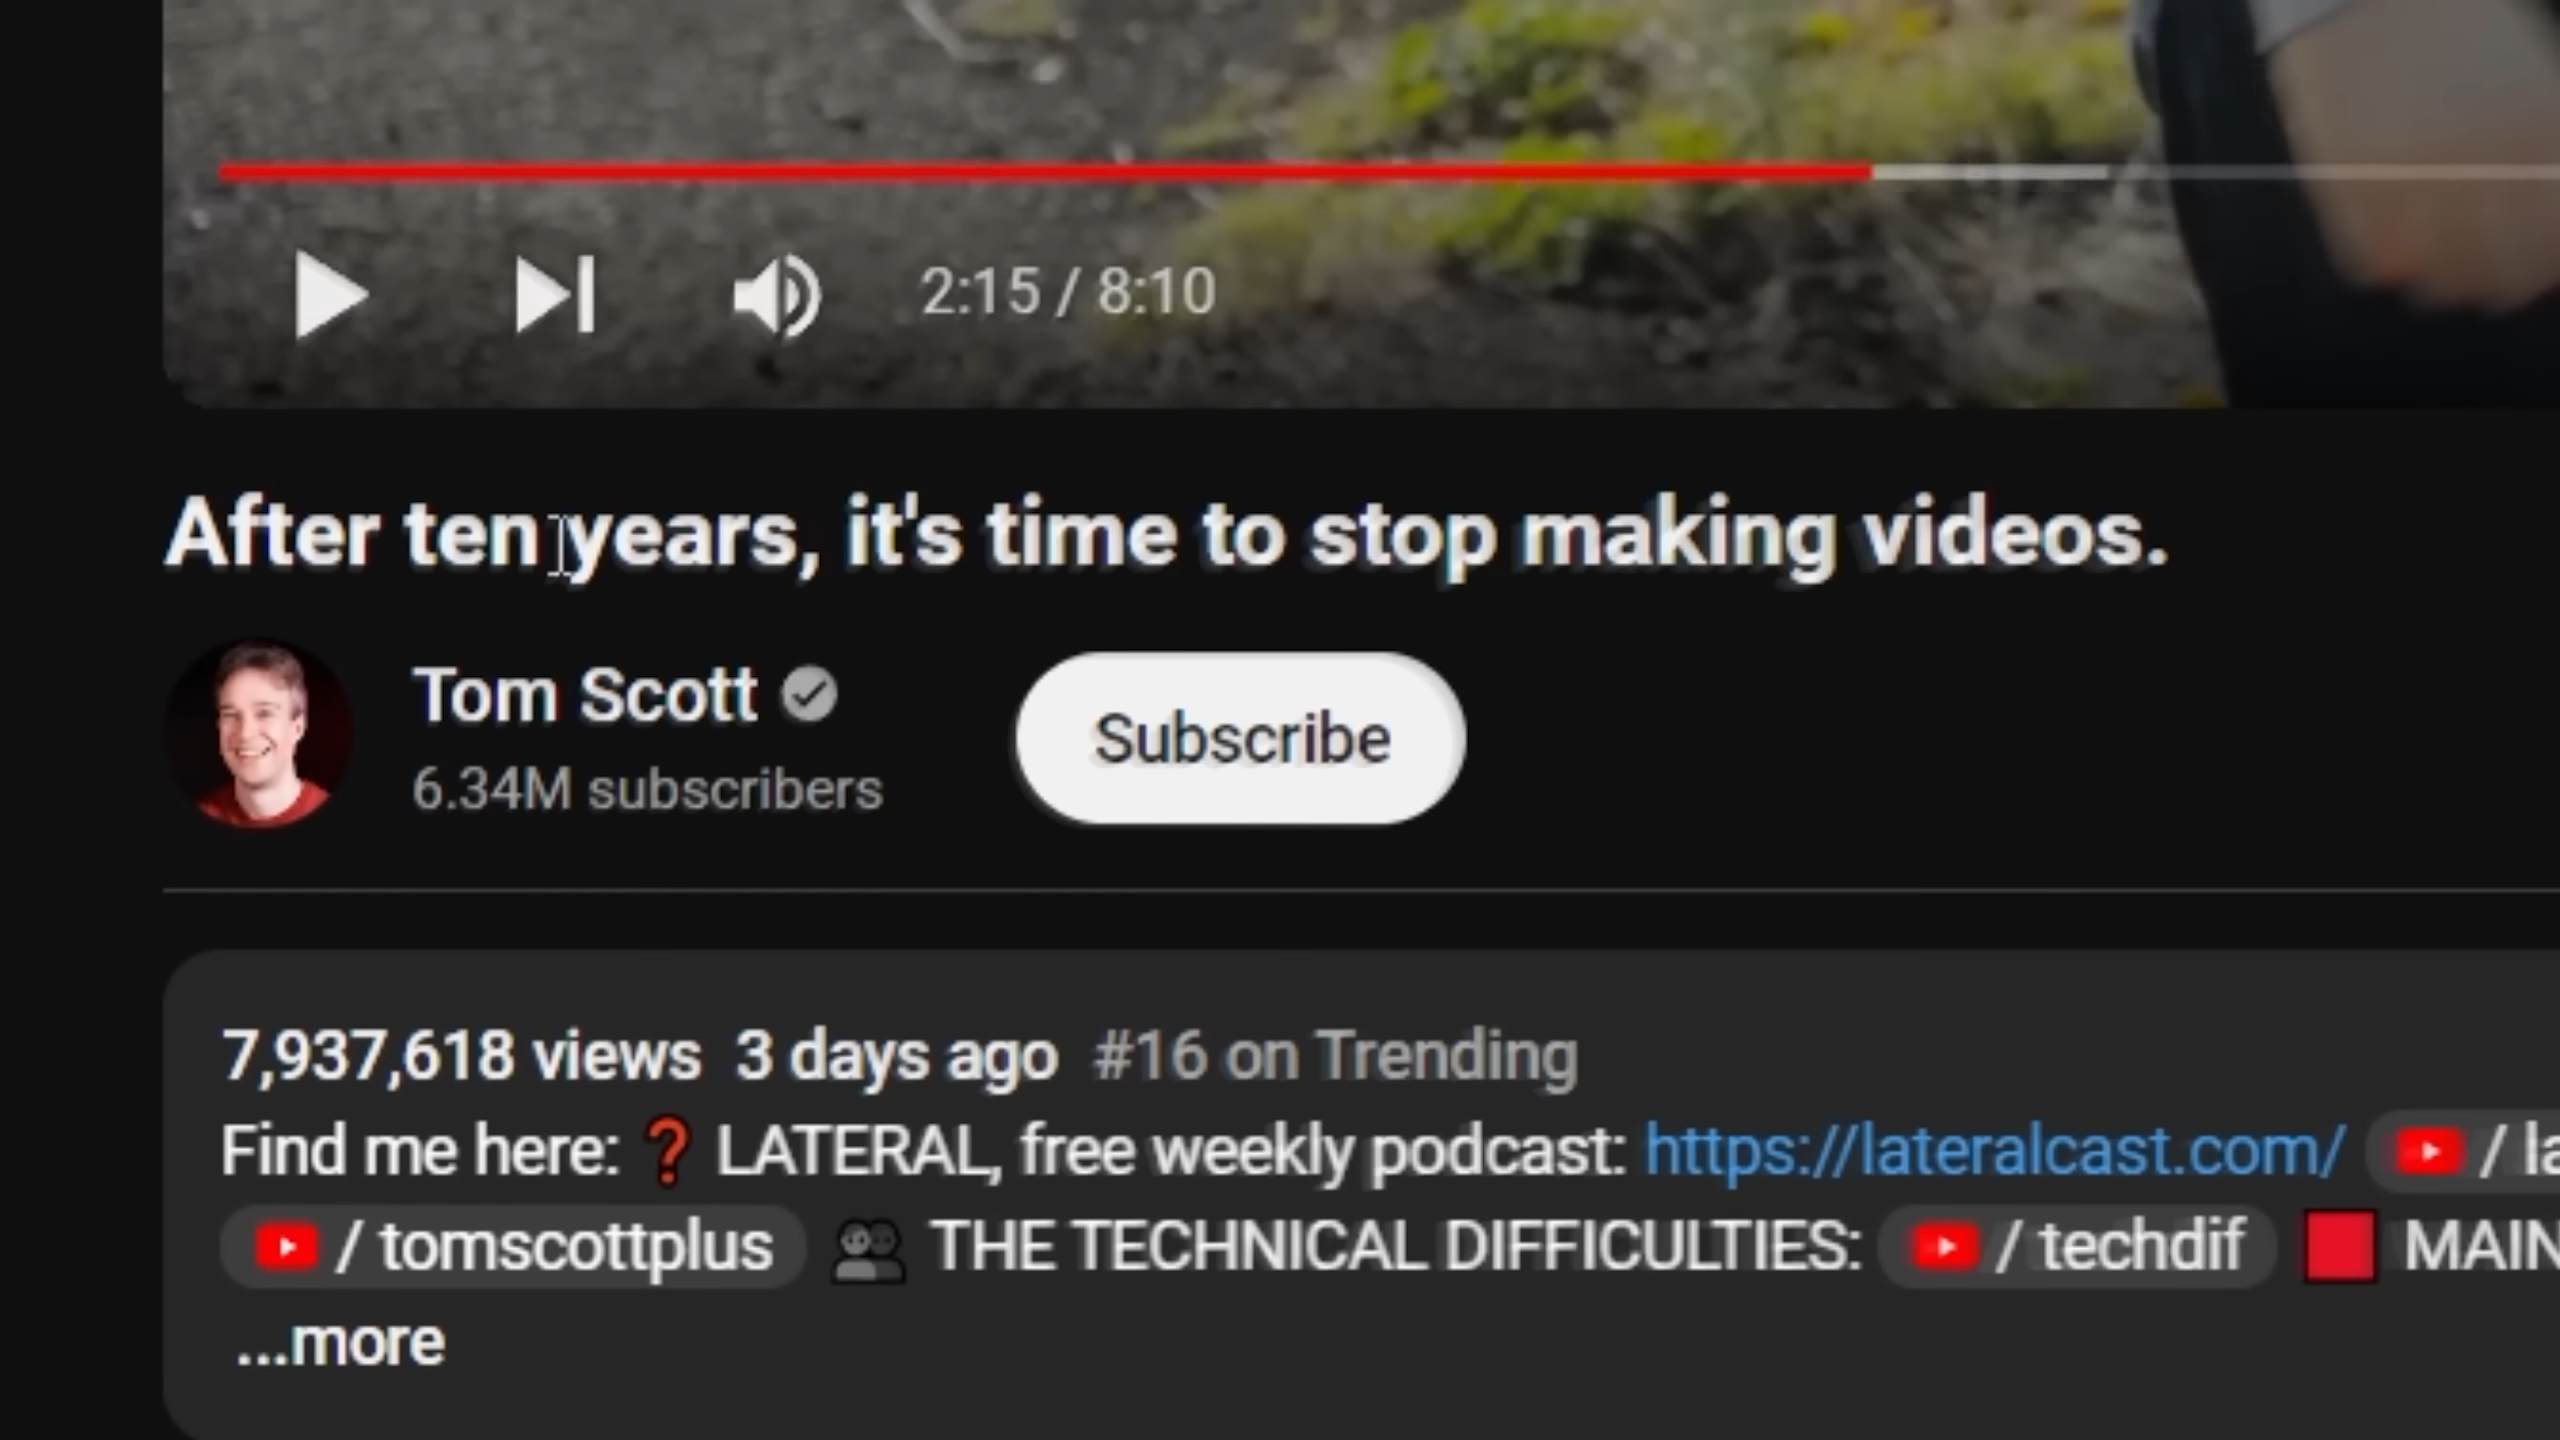 2:15 / 8:10
After ten years, it's time to stop making videos.
Tom Scott
6.34M subscribers
Subscribe
7,937,618 views 3 days ago #16 on Trending
Find me here: ❓ LATERAL, free weekly podcast: https://lateralcast.com/ / la
/ tomscottplus 👥 THE TECHNICAL DIFFICULTIES: / techdif 🟥 MAIN
...more